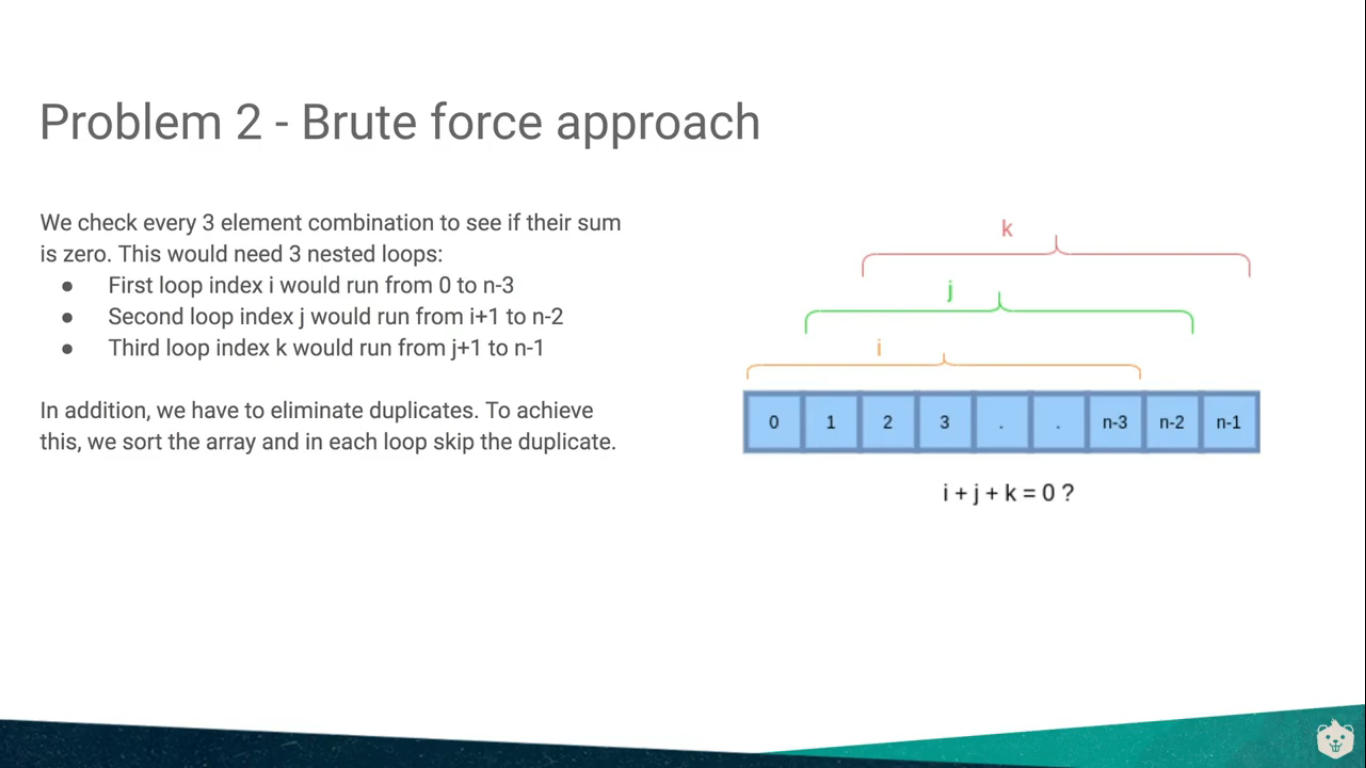 Problem 2 - Brute force approach
We check every 3 element combination to see if their sum
is zero. This would need 3 nested loops:
● First loop index i would run from 0 to n-3
● Second loop index j would run from i+1 to n-2
● Third loop index k would run from j+1 to n-1
In addition, we have to eliminate duplicates. To achieve
this, we sort the array and in each loop skip the duplicate.
k
j
i
0 1 2 3 . . n-3 n-2 n-1
i + j + k = 0 ?